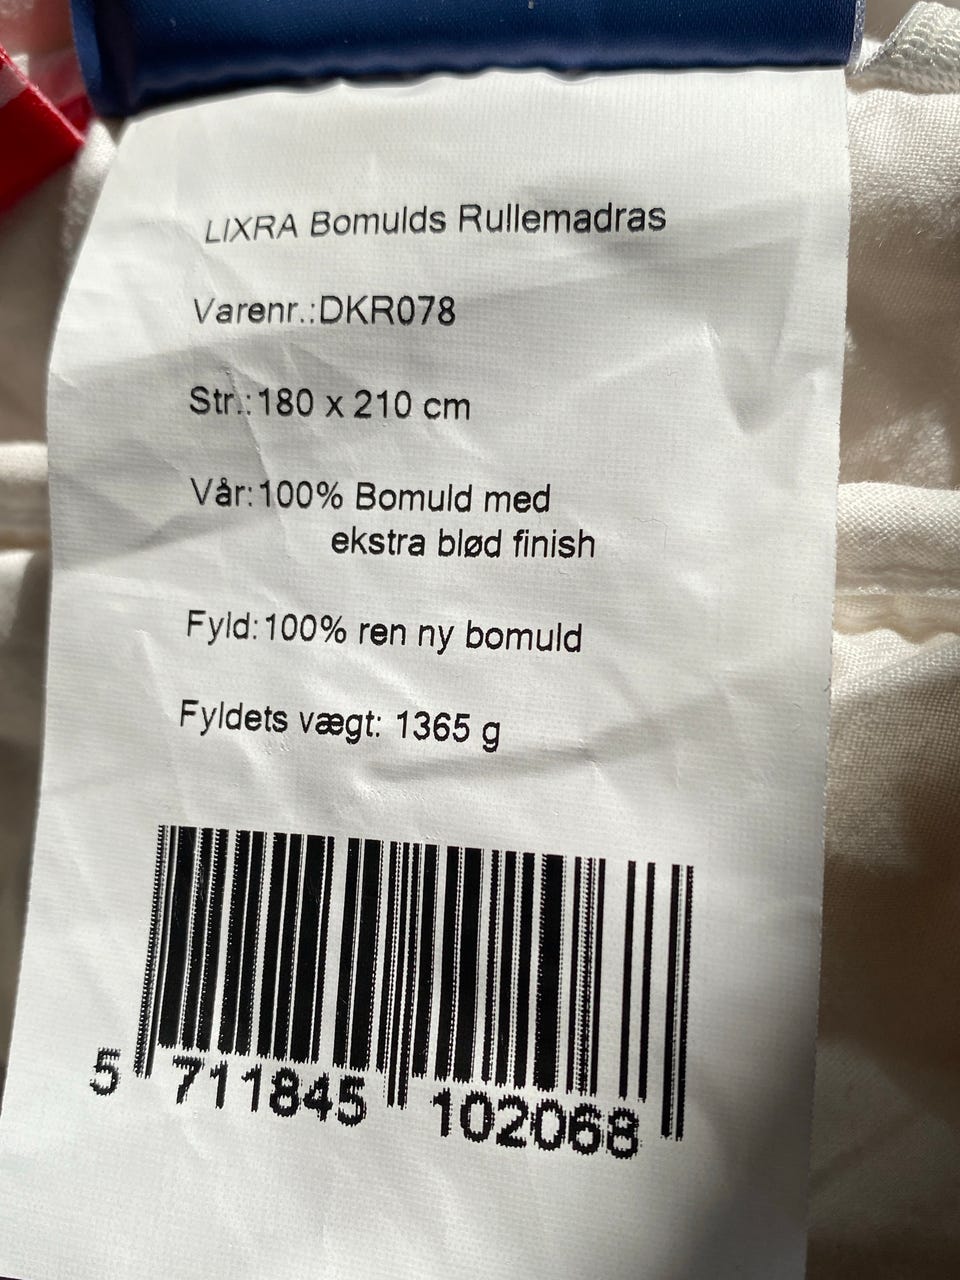 LIXRA Bomulds Rullemadras
Varenr.:DKR078
Str.:180 x 210 cm
Vår:100% Bomuld med
ekstra blød finish
Fyld:100% ren ny bomuld
Fyldets vægt: 1365 g
5 711845 102068